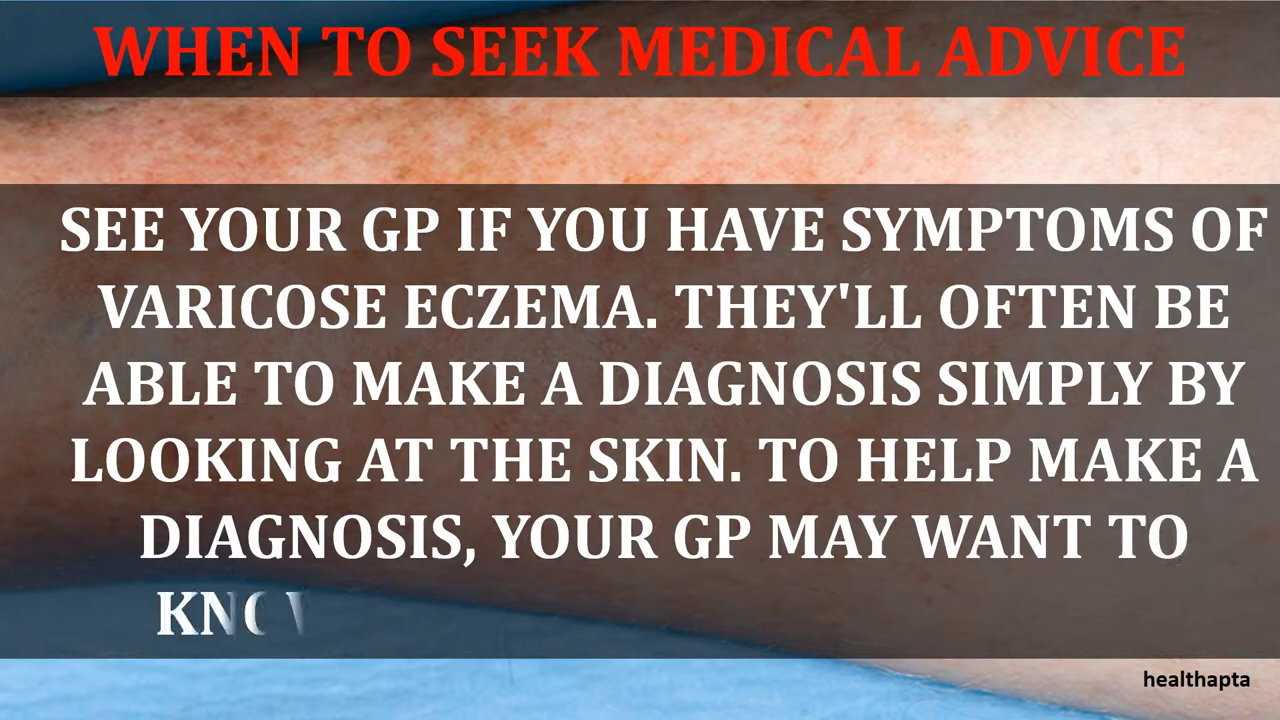 WHEN TO SEEK MEDICAL ADVICE
SEE YOUR GP IF YOU HAVE SYMPTOMS OF
VARICOSE ECZEMA. THEY'LL OFTEN BE
ABLE TO MAKE A DIAGNOSIS SIMPLY BY
LOOKING AT THE SKIN. TO HELP MAKE A
DIAGNOSIS, YOUR GP MAY WANT TO
healthapta